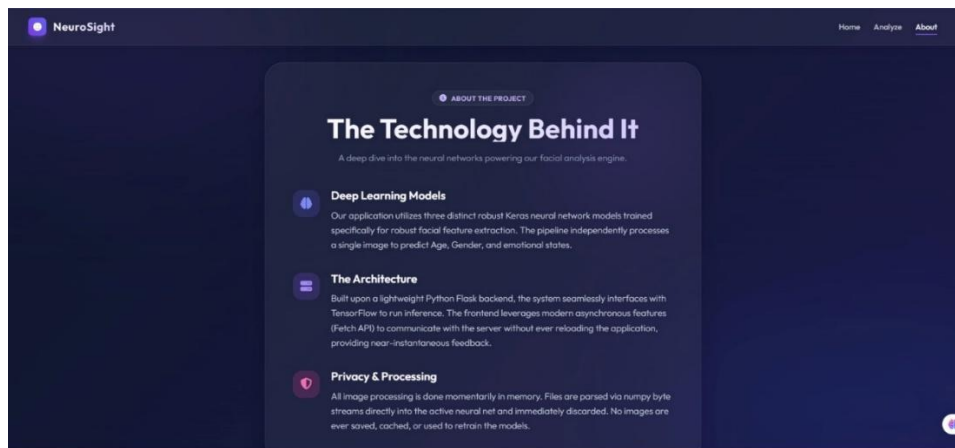 NeuroSight
Home Analyze About
ABOUT THE PROJECT
The Technology Behind It
A deep dive into the neural networks powering our facial analysis engine.
Deep Learning Models
Our application utilizes three distinct robust Keras neural network models trained
specifically for robust facial feature extraction. The pipeline independently processes
a single image to predict Age, Gender, and emotional states.
The Architecture
Built upon a lightweight Python Flask backend, the system seamlessly interfaces with
TensorFlow to run inference. The frontend leverages modern asynchronous features
(Fetch API) to communicate with the server without ever reloading the application,
providing near-instantaneous feedback.
Privacy & Processing
All image processing is done momentarily in memory. Files are parsed via numpy byte
streams directly into the active neural net and immediately discarded. No images are
ever saved, cached, or used to retrain the models.